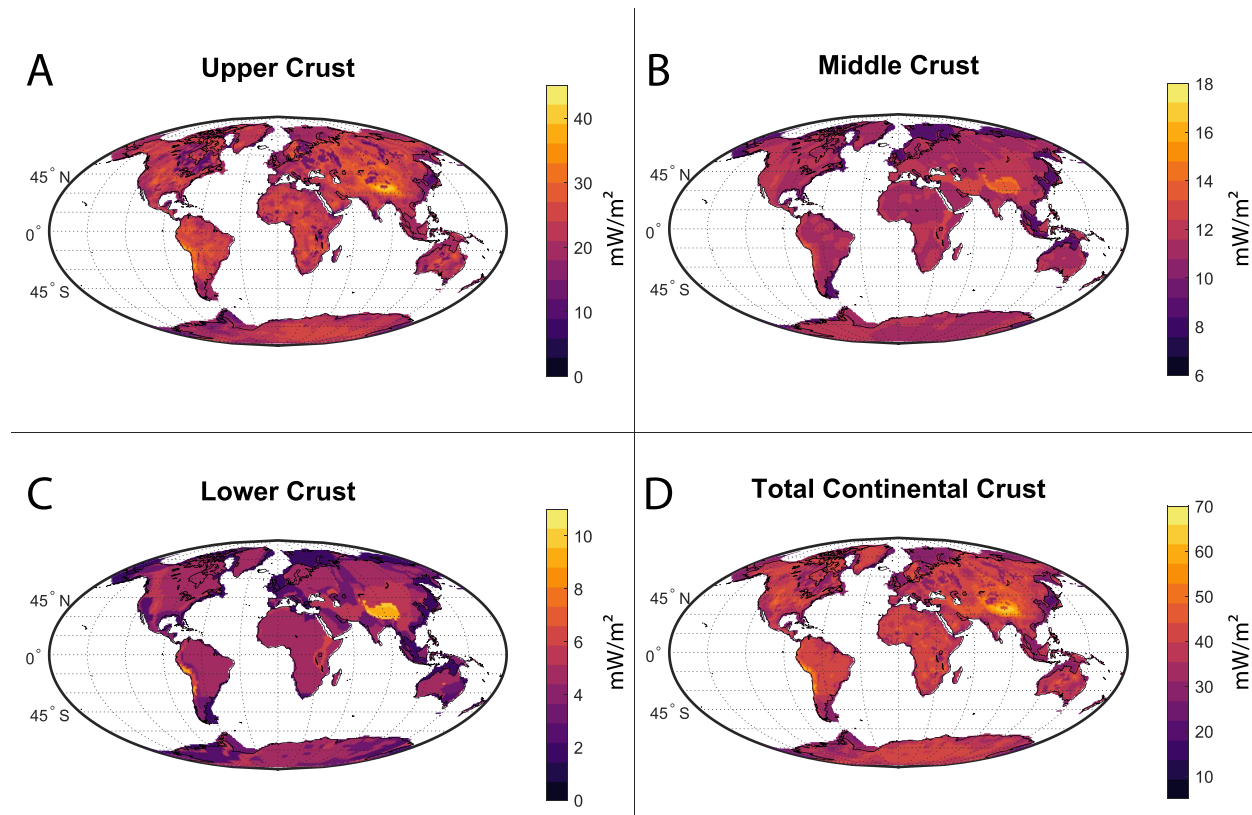 A
Upper Crust
45° N
0°
45° S
40
30
20
10
0
mW/m²
B
Middle Crust
45° N
0°
45° S
18
16
14
12
10
8
6
mW/m²
C
Lower Crust
45° N
0°
45° S
10
8
6
4
2
0
mW/m²
D
Total Continental Crust
45° N
0°
45° S
70
60
50
40
30
20
10
mW/m²